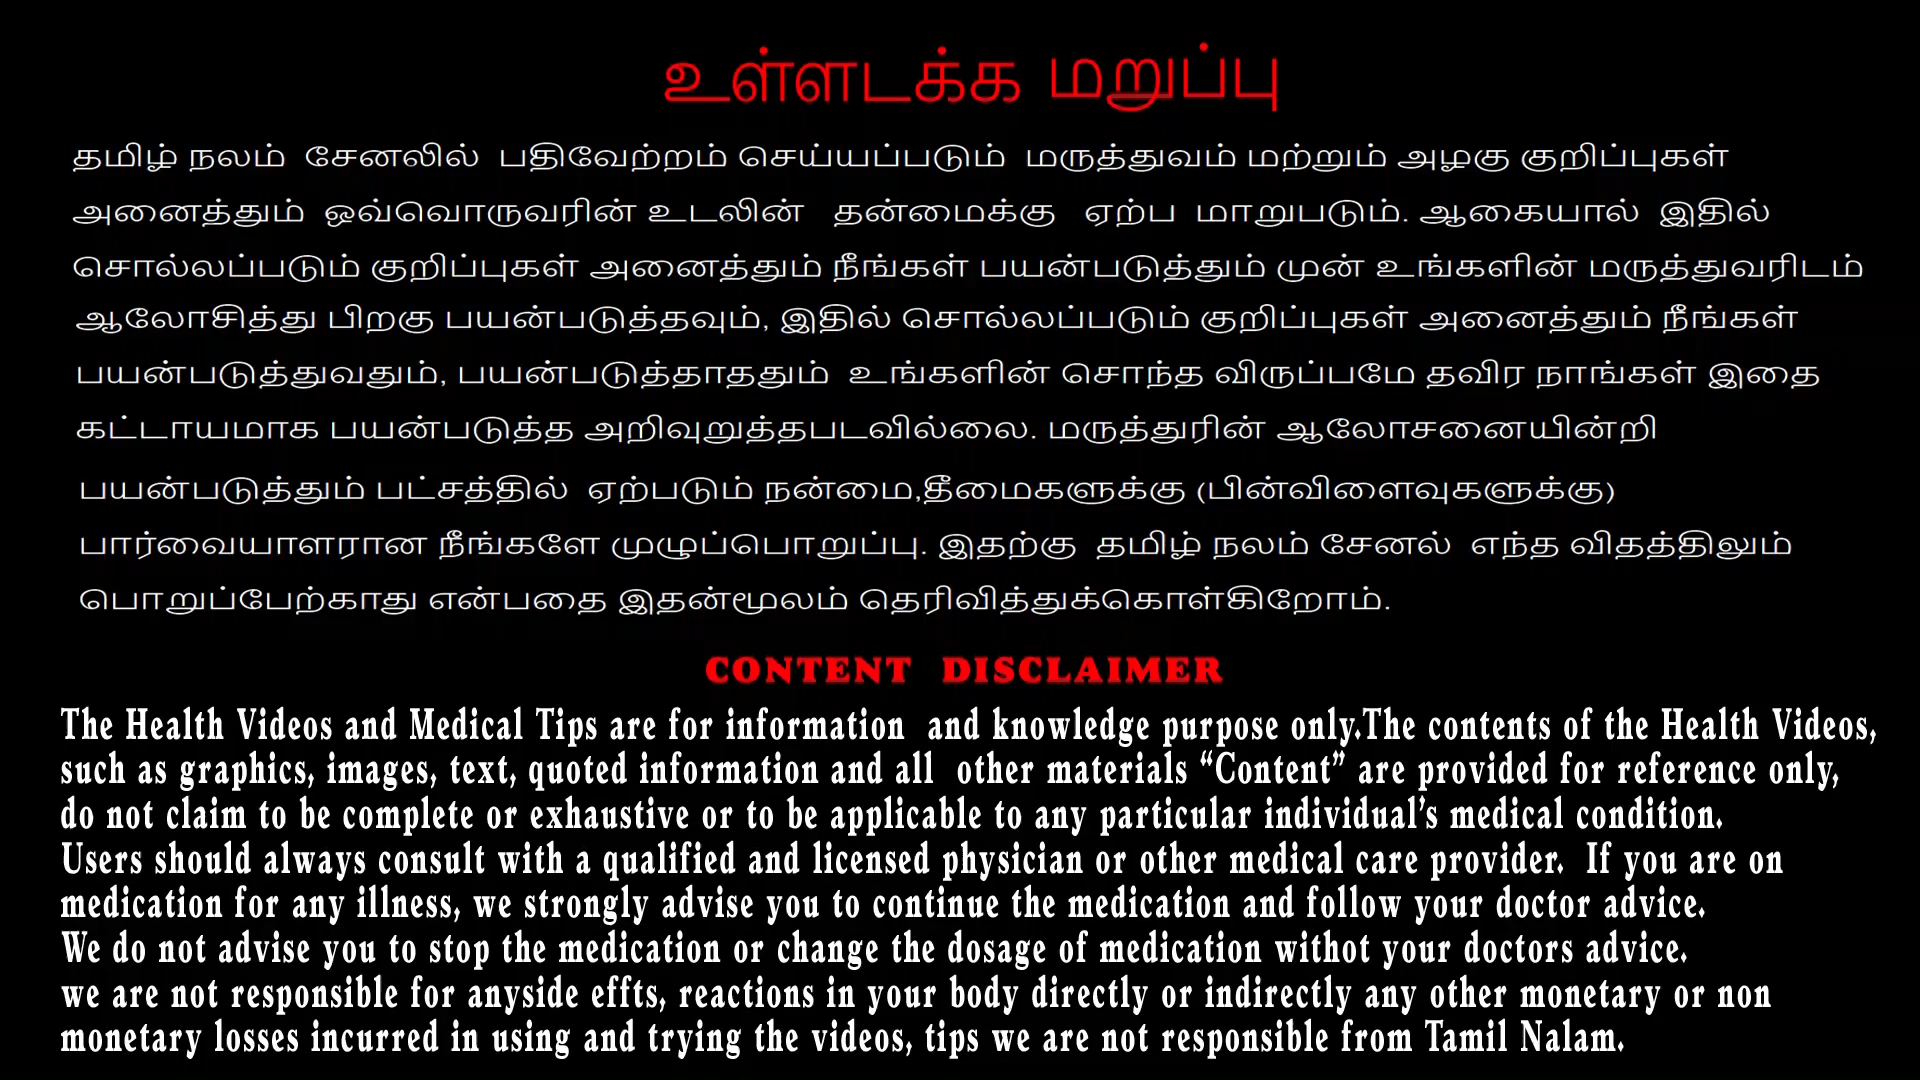 உள்ளடக்க மறுப்பு
தமிழ் நலம் சேனலில் பதிவேற்றம் செய்யப்படும் மருத்துவம் மற்றும் அழகு குறிப்புகள்
அனைத்தும் ஒவ்வொருவரின் உடலின் தன்மைக்கு ஏற்ப மாறுபடும். ஆகையால் இதில்
சொல்லப்படும் குறிப்புகள் அனைத்தும் நீங்கள் பயன்படுத்தும் முன் உங்களின் மருத்துவரிடம்
ஆலோசித்து பிறகு பயன்படுத்தவும், இதில் சொல்லப்படும் குறிப்புகள் அனைத்தும் நீங்கள்
பயன்படுத்துவதும், பயன்படுத்தாததும் உங்களின் சொந்த விருப்பமே தவிர நாங்கள் இதை
கட்டாயமாக பயன்படுத்த அறிவுறுத்தபடவில்லை. மருத்துரின் ஆலோசனையின்றி
பயன்படுத்தும் பட்சத்தில் ஏற்படும் நன்மை,தீமைகளுக்கு (பின்விளைவுகளுக்கு)
பார்வையாளரான நீங்களே முழுப்பொறுப்பு. இதற்கு தமிழ் நலம் சேனல் எந்த விதத்திலும்
பொறுப்பேற்காது என்பதை இதன்மூலம் தெரிவித்துக்கொள்கிறோம்.
CONTENT DISCLAIMER
The Health Videos and Medical Tips are for information and knowledge purpose only.The contents of the Health Videos,
such as graphics, images, text, quoted information and all other materials “Content” are provided for reference only,
do not claim to be complete or exhaustive or to be applicable to any particular individual’s medical condition.
Users should always consult with a qualified and licensed physician or other medical care provider. If you are on
medication for any illness, we strongly advise you to continue the medication and follow your doctor advice.
We do not advise you to stop the medication or change the dosage of medication withot your doctors advice.
we are not responsible for anyside effts, reactions in your body directly or indirectly any other monetary or non
monetary losses incurred in using and trying the videos, tips we are not responsible from Tamil Nalam.